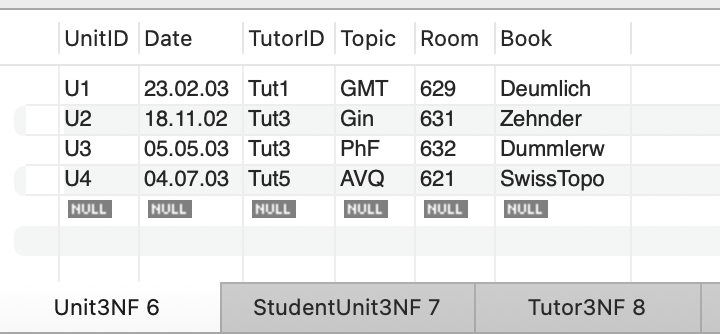 UnitID Date TutorID Topic Room Book
U1 23.02.03 Tut1 GMT 629 Deumlich
U2 18.11.02 Tut3 Gin 631 Zehnder
U3 05.05.03 Tut3 PhF 632 Dummlerw
U4 04.07.03 Tut5 AVQ 621 SwissTopo
NULL NULL NULL NULL NULL NULL
Unit3NF 6 StudentUnit3NF 7 Tutor3NF 8